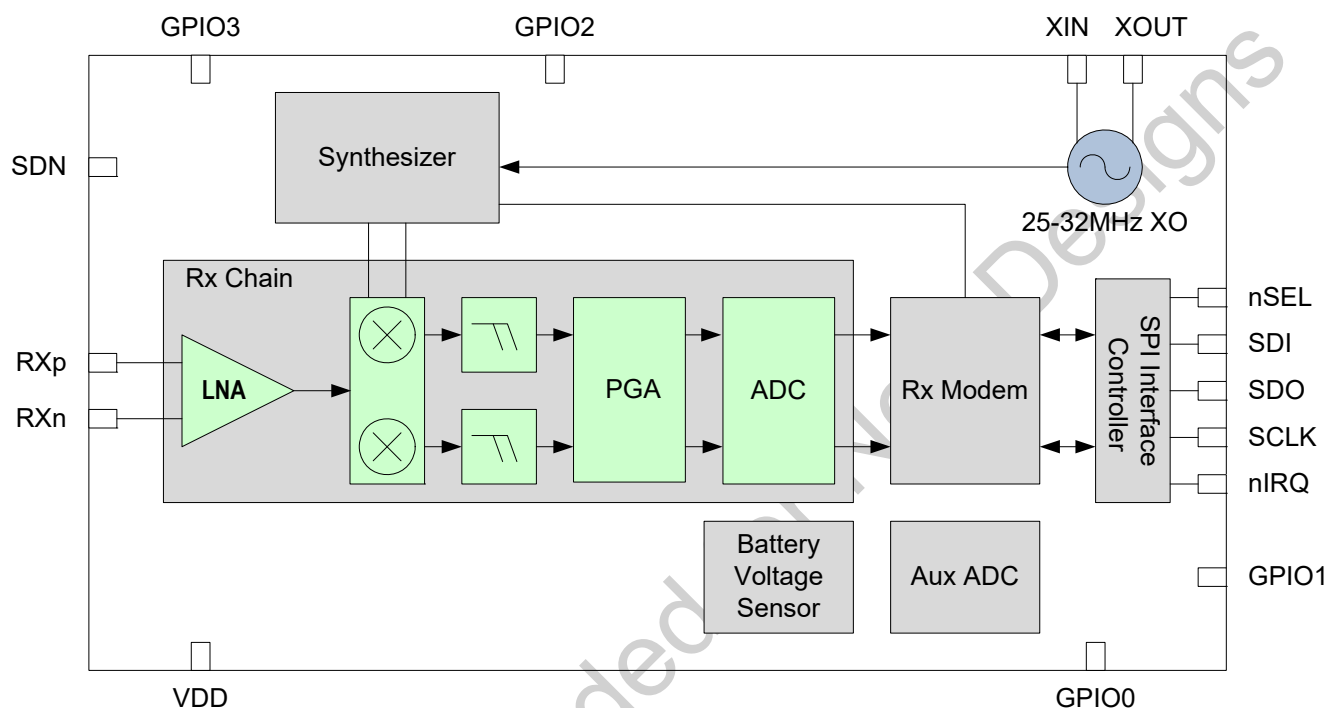 GPIO3
GPIO2
XIN
XOUT
SDN
Synthesizer
25-32MHz XO
Rx Chain
nSEL
RXp
LNA
PGA
ADC
Rx Modem
SPI Interface
Controller
SDI
SDO
RXn
SCLK
nIRQ
Battery
Voltage
Sensor
Aux ADC
GPIO1
VDD
GPIO0
Designs